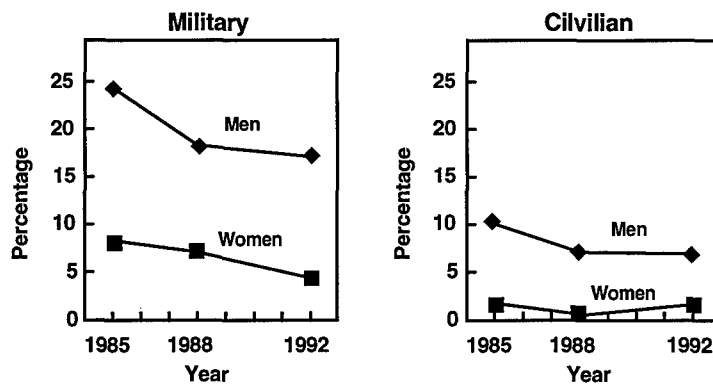 Military
Percentage
25
20
15
10
5
0
Men
Women
1985 1988 1992
Year
Cilvilian
Percentage
25
20
15
10
5
0
Men
Women
1985 1988 1992
Year